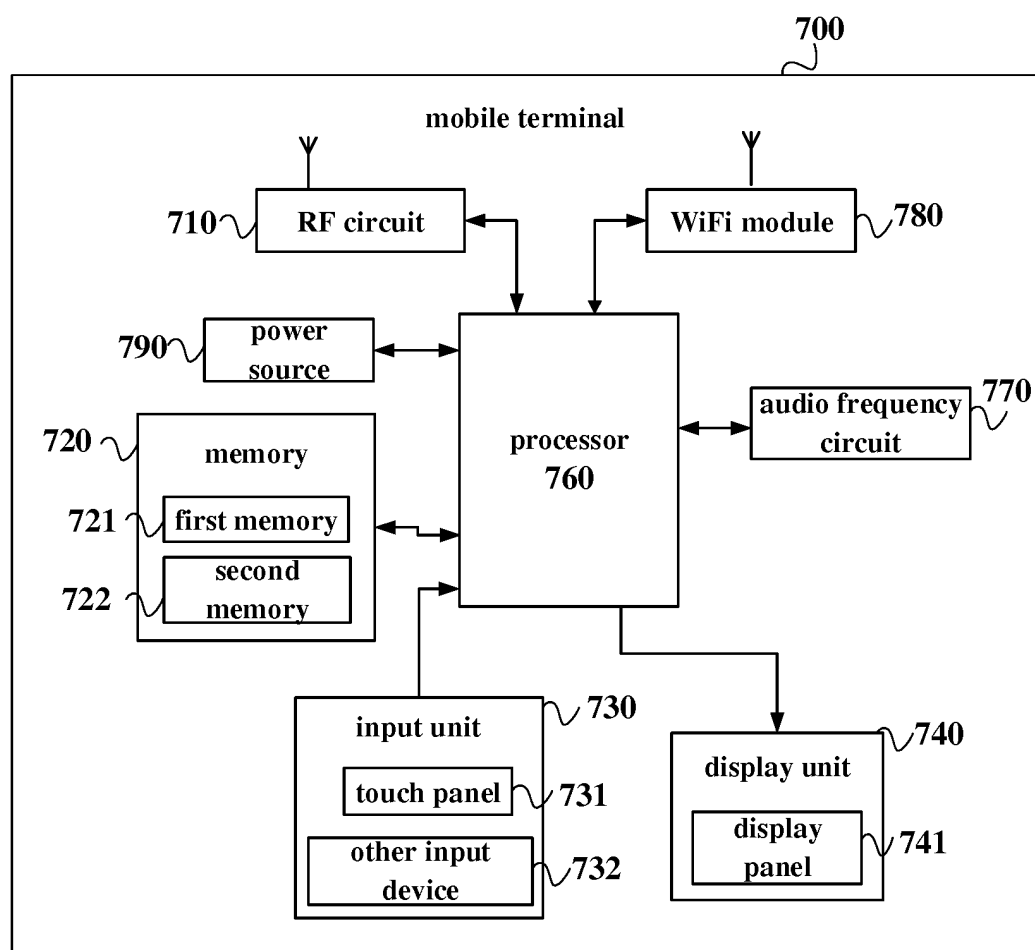 700
mobile terminal
710
RF circuit
WiFi module
780
790
power
source
720
memory
721
first memory
722
second
memory
processor
760
audio frequency
circuit
770
input unit
730
touch panel
731
other input
device
732
display unit
740
display
panel
741